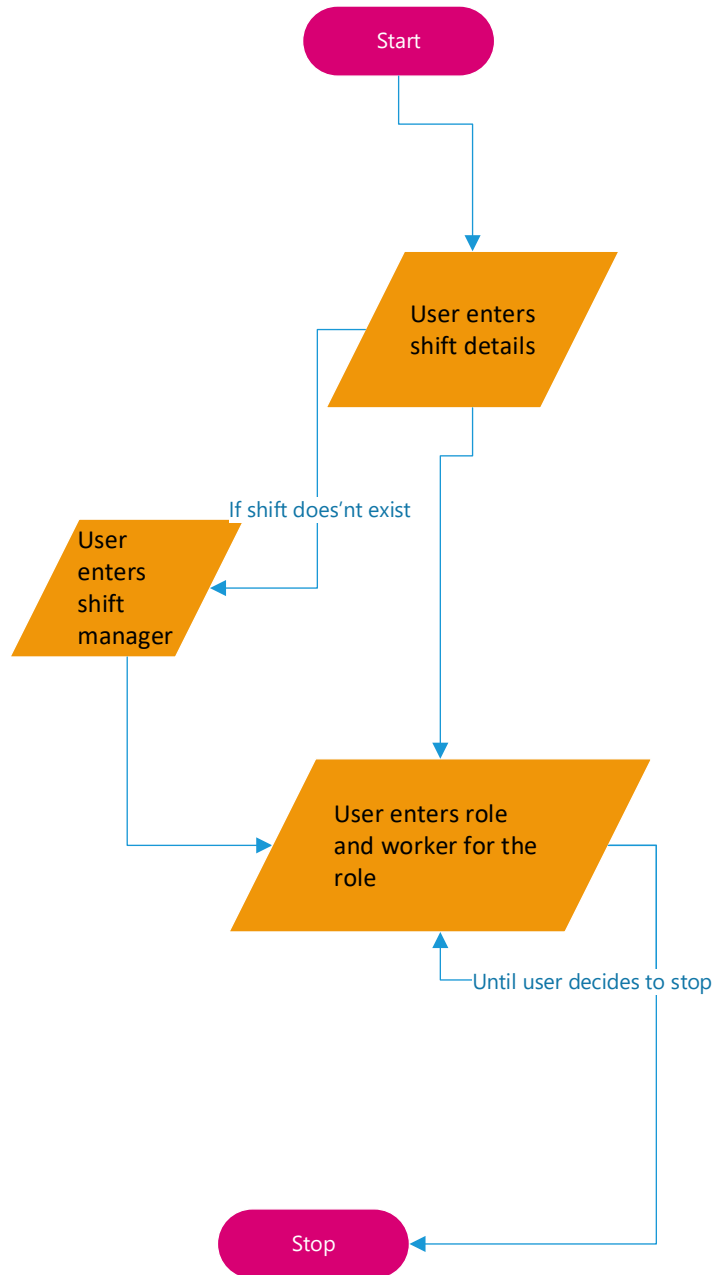 Start
User enters
shift details
If shift does'nt exist
User
enters
shift
manager
User enters role
and worker for the
role
Until user decides to stop
Stop